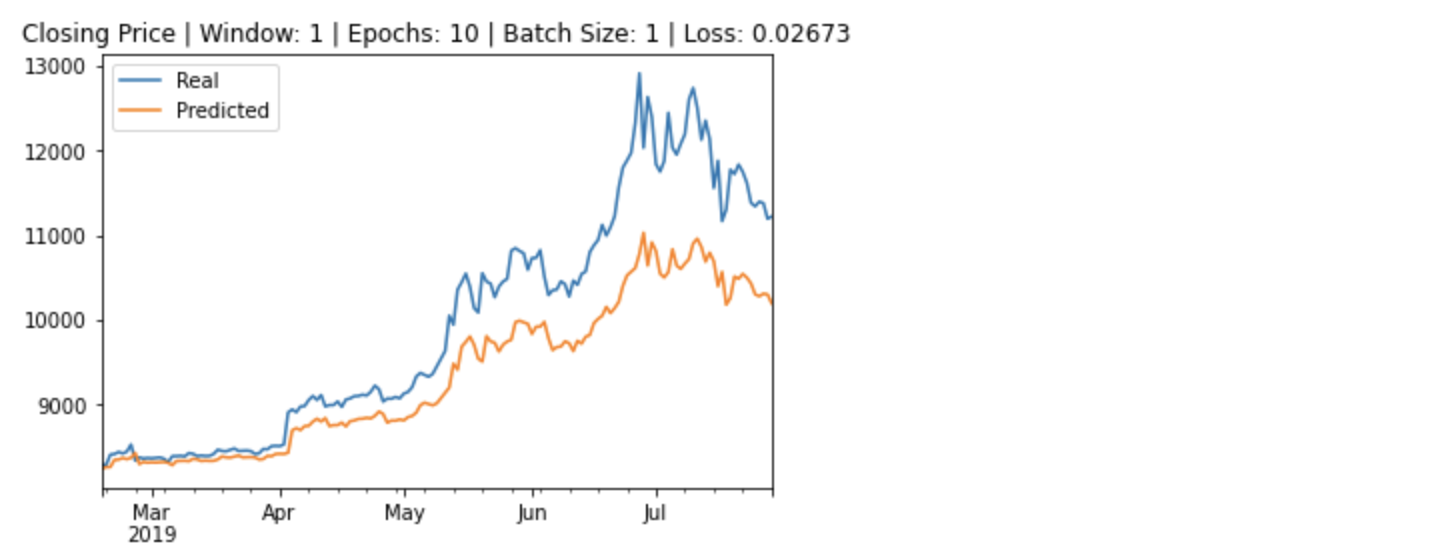 Closing Price | Window: 1 | Epochs: 10 | Batch Size: 1 | Loss: 0.02673
13000
Real
Predicted
12000
11000
10000
9000
Mar Apr May Jun Jul
2019